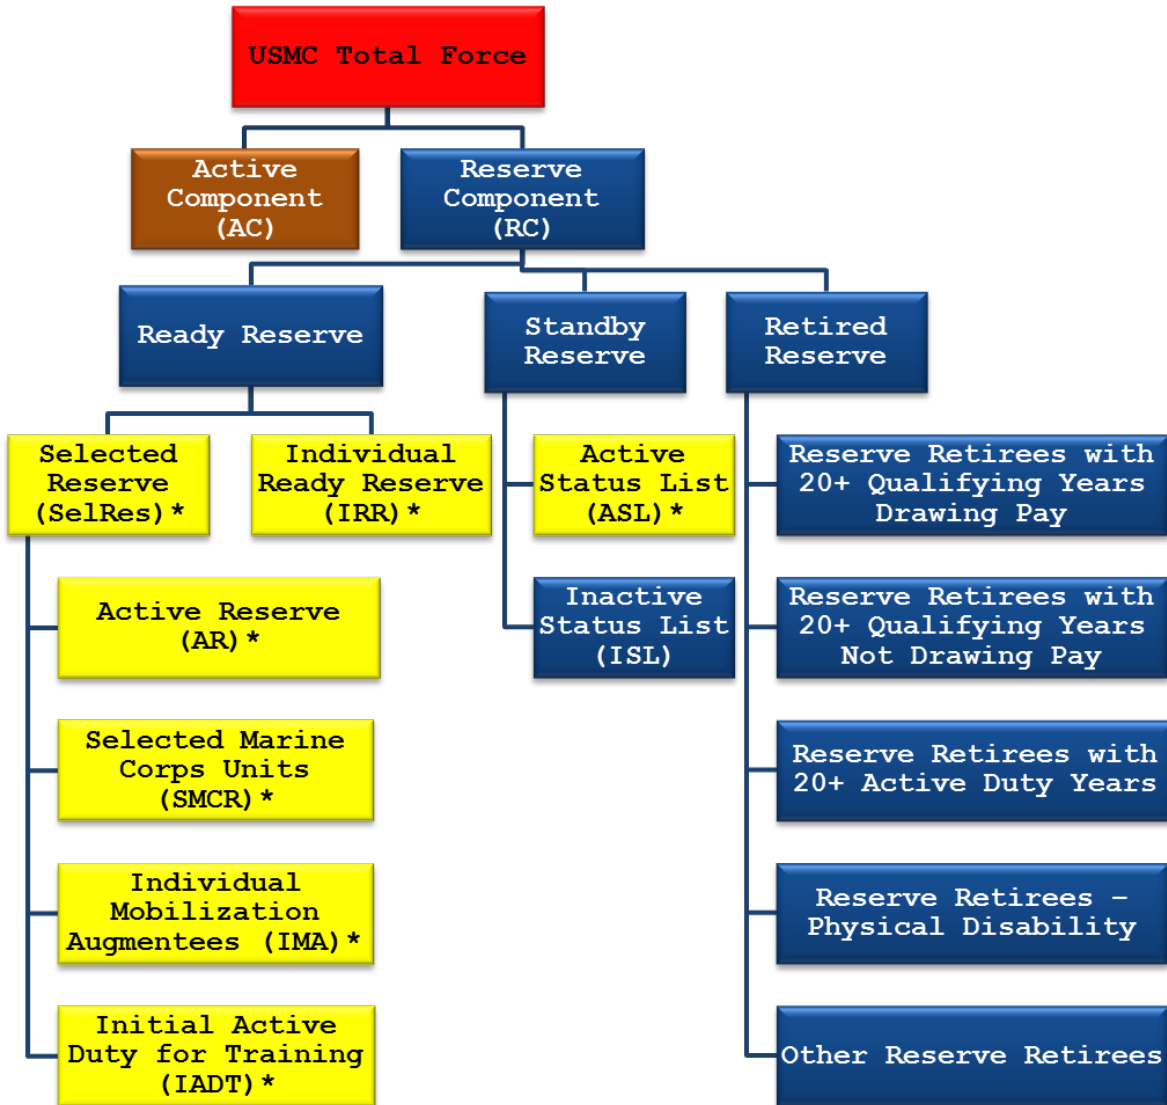 USMC Total Force
Active
Component
(AC)
Reserve
Component
(RC)
Ready Reserve
Standby
Reserve
Retired
Reserve
Selected
Reserve
(SelRes)*
Individual
Ready Reserve
(IRR)*
Active
Status List
(ASL)*
Reserve Retirees with
20+ Qualifying Years
Drawing Pay
Active Reserve
(AR)*
Inactive
Status List
(ISL)
Reserve Retirees with
20+ Qualifying Years
Not Drawing Pay
Selected Marine
Corps Units
(SMCR)*
Reserve Retirees with
20+ Active Duty Years
Individual
Mobilization
Augmentees (IMA)*
Reserve Retirees –
Physical Disability
Initial Active
Duty for Training
(IADT)*
Other Reserve Retirees